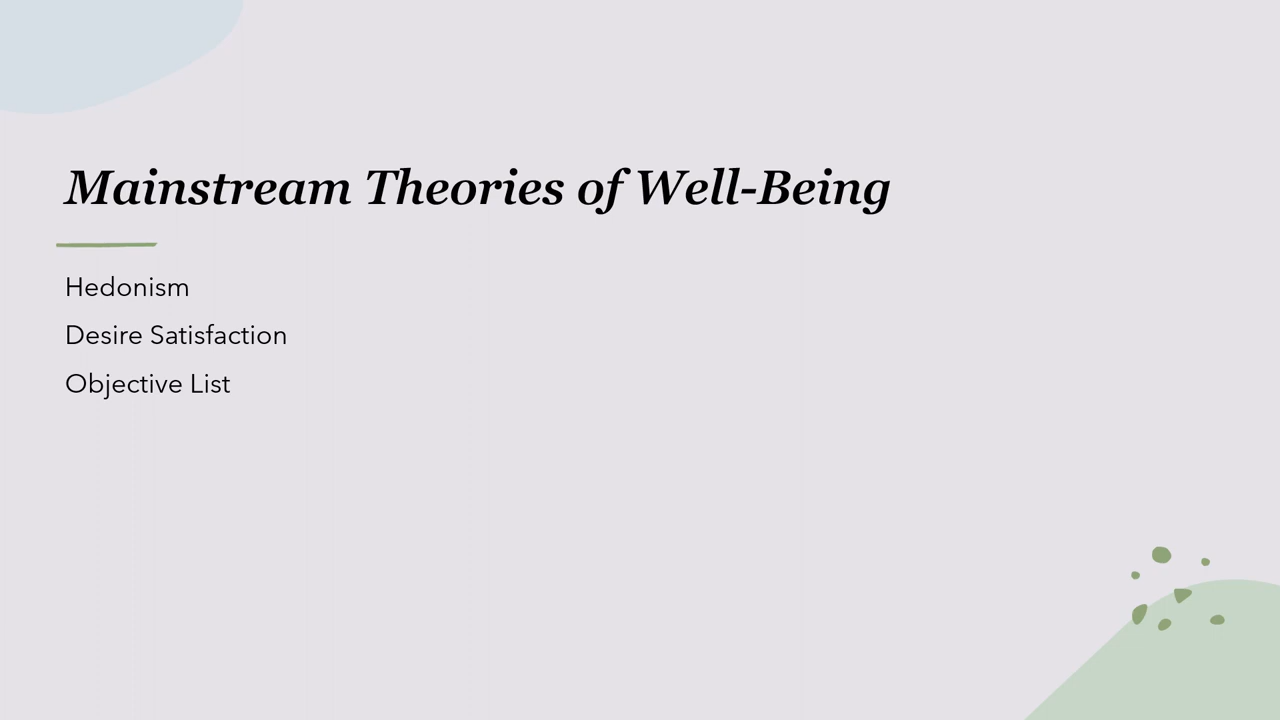 Mainstream Theories of Well-Being
Hedonism
Desire Satisfaction
Objective List